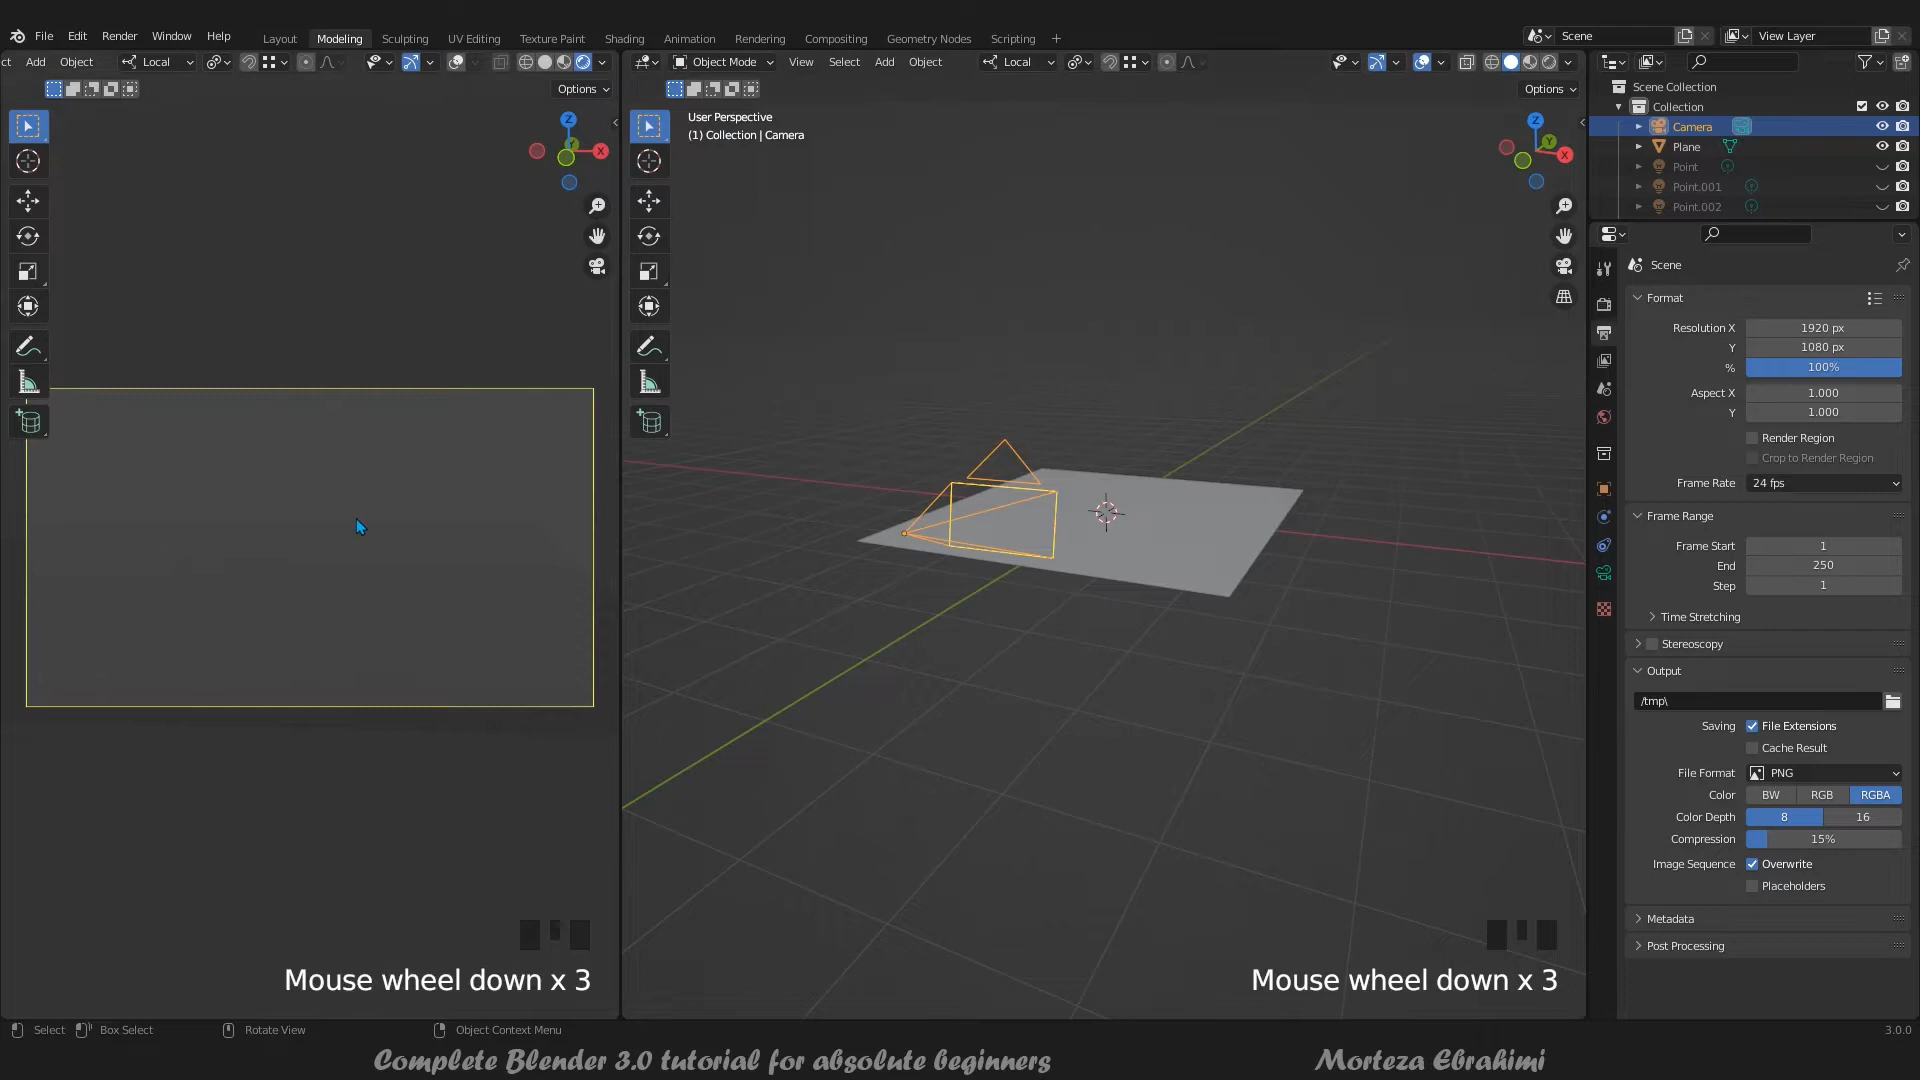 File Edit Render Window Help Layout Modeling Sculpting UV Editing Texture Paint Shading Animation Rendering Compositing Geometry Nodes Scripting + Scene View Layer
ct Add Object Local
Object Mode View Select Add Object Local
Options
Options
User Perspective
(1) Collection | Camera
Z
X
Z
Y
X
Scene Collection
Collection
Camera
Plane
Point
Point.001
Point.002
Scene
Format
Resolution X 1920 px
Y 1080 px
% 100%
Aspect X 1.000
Y 1.000
Render Region
Crop to Render Region
Frame Rate 24 fps
Frame Range
Frame Start 1
End 250
Step 1
Time Stretching
Stereoscopy
Output
/tmp\
Saving File Extensions
Cache Result
File Format PNG
Color BW RGB RGBA
Color Depth 8 16
Compression 15%
Image Sequence Overwrite
Placeholders
Metadata
Post Processing
Mouse wheel down x 3
Mouse wheel down x 3
Select Box Select Rotate View Object Context Menu 3.0.0
Complete Blender 3.0 tutorial for absolute beginners Morteza Ebrahimi